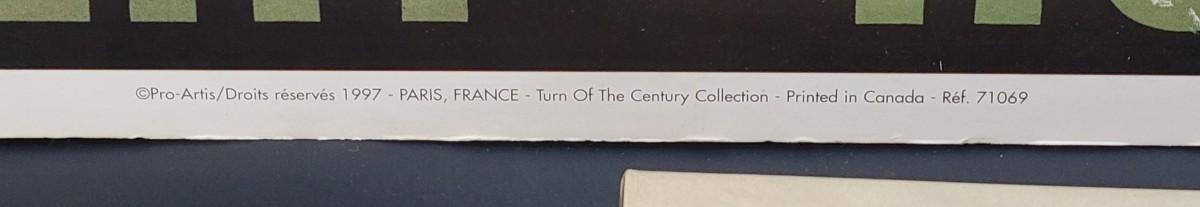 ©Pro-Artis/Droits réservés 1997 - PARIS, FRANCE - Turn Of The Century Collection - Printed in Canada - Réf. 71069